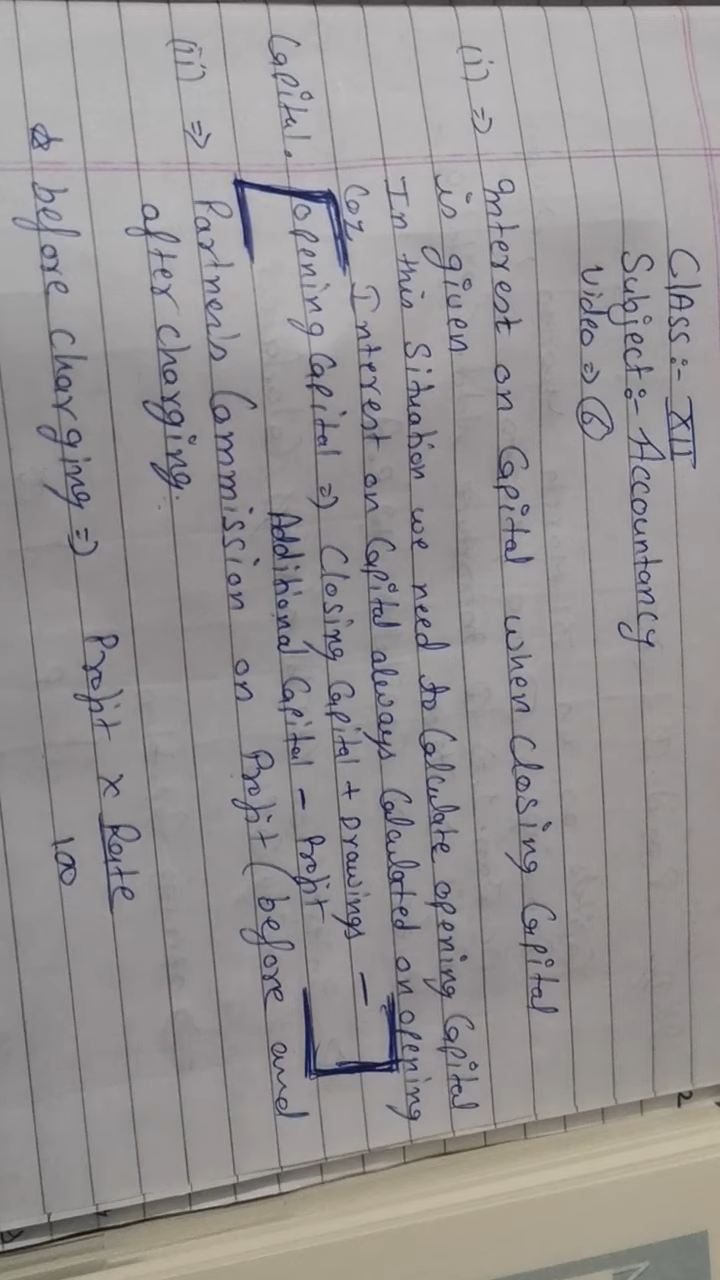 ClASS:- XII
Subject:- Accountancy
Video ⇒ 6
(i) ⇒ Interest on Capital when closing Capital
is given
In this Situation we need to Calculate opening Capital
Coz Interest on Capital always Calculated on opening
Capital.
[opening Capital ⇒ Closing Capital + Drawings -
Additional Capital - Profit]
(ii) ⇒ Partner's Commission on Profit (before and
after charging.
before charging ⇒ Profit x Rate
100